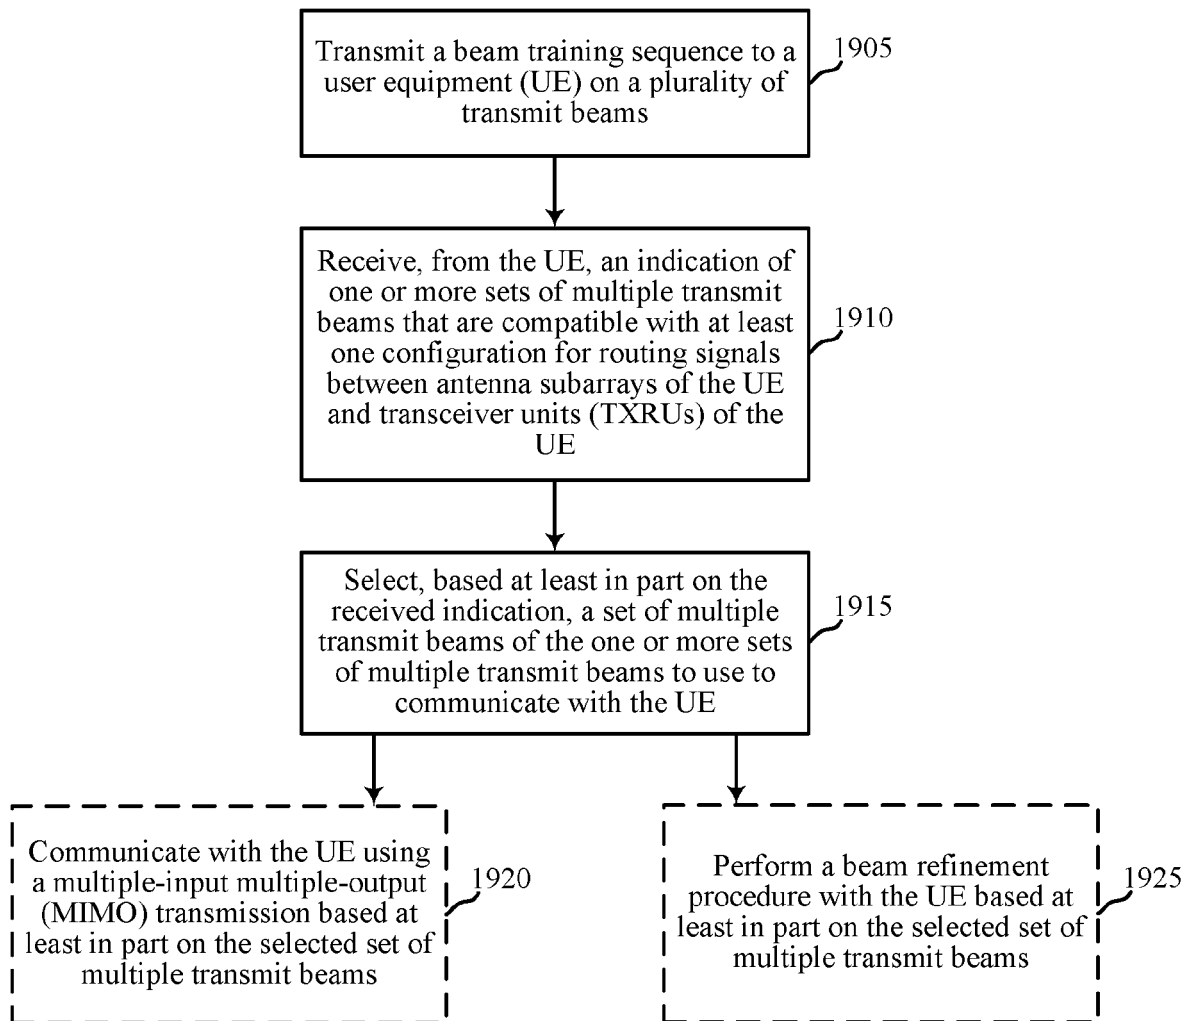 Transmit a beam training sequence to a
user equipment (UE) on a plurality of
transmit beams
1905
Receive, from the UE, an indication of
one or more sets of multiple transmit
beams that are compatible with at least
one configuration for routing signals
between antenna subarrays of the UE
and transceiver units (TXRUs) of the
UE
1910
Select, based at least in part on the
received indication, a set of multiple
transmit beams of the one or more sets
of multiple transmit beams to use to
communicate with the UE
1915
Communicate with the UE using
a multiple-input multiple-output
(MIMO) transmission based at
least in part on the selected set of
multiple transmit beams
1920
Perform a beam refinement
procedure with the UE based at
least in part on the selected set of
multiple transmit beams
1925